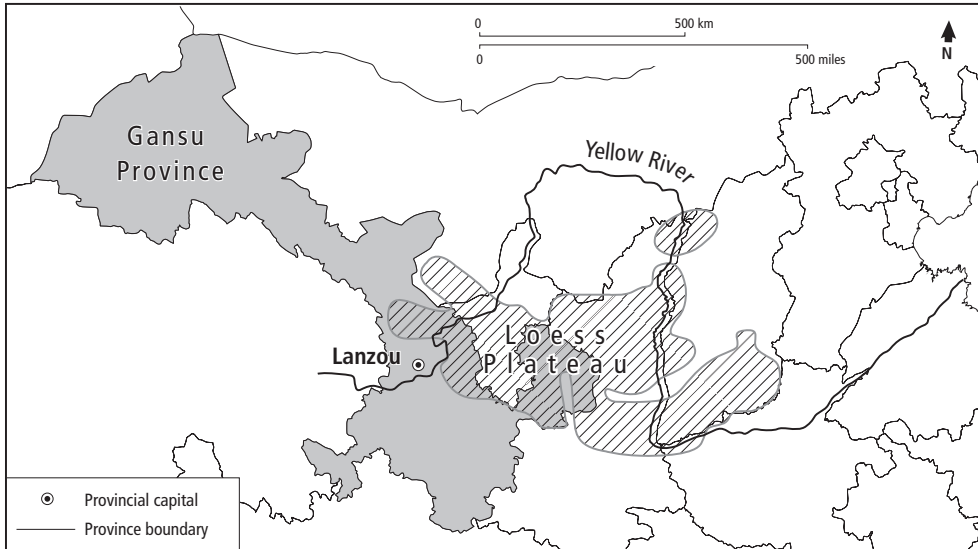 0 500 km
0 500 miles
N
Gansu
Province
Yellow River
Loess
Plateau
Lanzou
Provincial capital
Province boundary